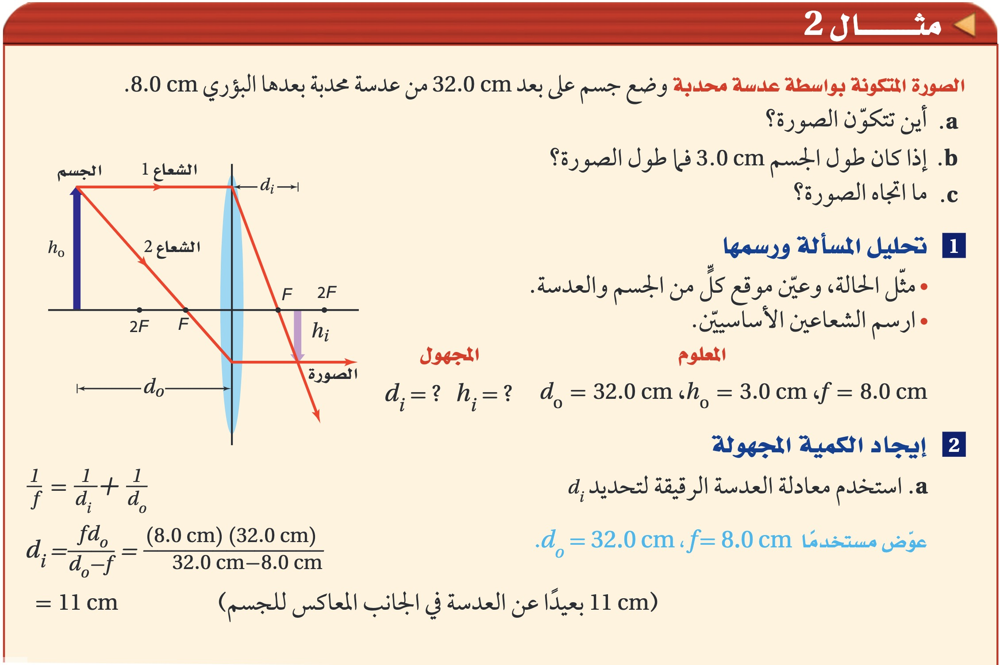 مثال 2
الصورة المتكونة بواسطة عدسة محدبة وضع جسم على بعد 32.0 cm من عدسة محدبة بعدها البؤري 8.0 cm.
a. أين تتكوّن الصورة؟
b. إذا كان طول الجسم 3.0 cm فما طول الصورة؟
c. ما اتجاه الصورة؟
1 تحليل المسألة ورسمها
• مثّل الحالة، وعيّن موقع كلٍّ من الجسم والعدسة.
• ارسم الشعاعين الأساسييّن.
المعلوم
المجهول
d_o = 32.0 cm ،h_o = 3.0 cm ،f = 8.0 cm
d_i = ? h_i = ?
الجسم
الشعاع 1
d_i
h_o
الشعاع 2
F
2F
2F
F
h_i
الصورة
d_o
2 إيجاد الكمية المجهولة
a. استخدم معادلة العدسة الرقيقة لتحديد d_i
1/f = 1/d_i + 1/d_o
عوّض مستخدمًا d_o = 32.0 cm ،f= 8.0 cm.
d_i = fd_o/(d_o−f) = (8.0 cm) (32.0 cm)/(32.0 cm−8.0 cm)
= 11 cm
(11 cm بعيدًا عن العدسة في الجانب المعاكس للجسم)